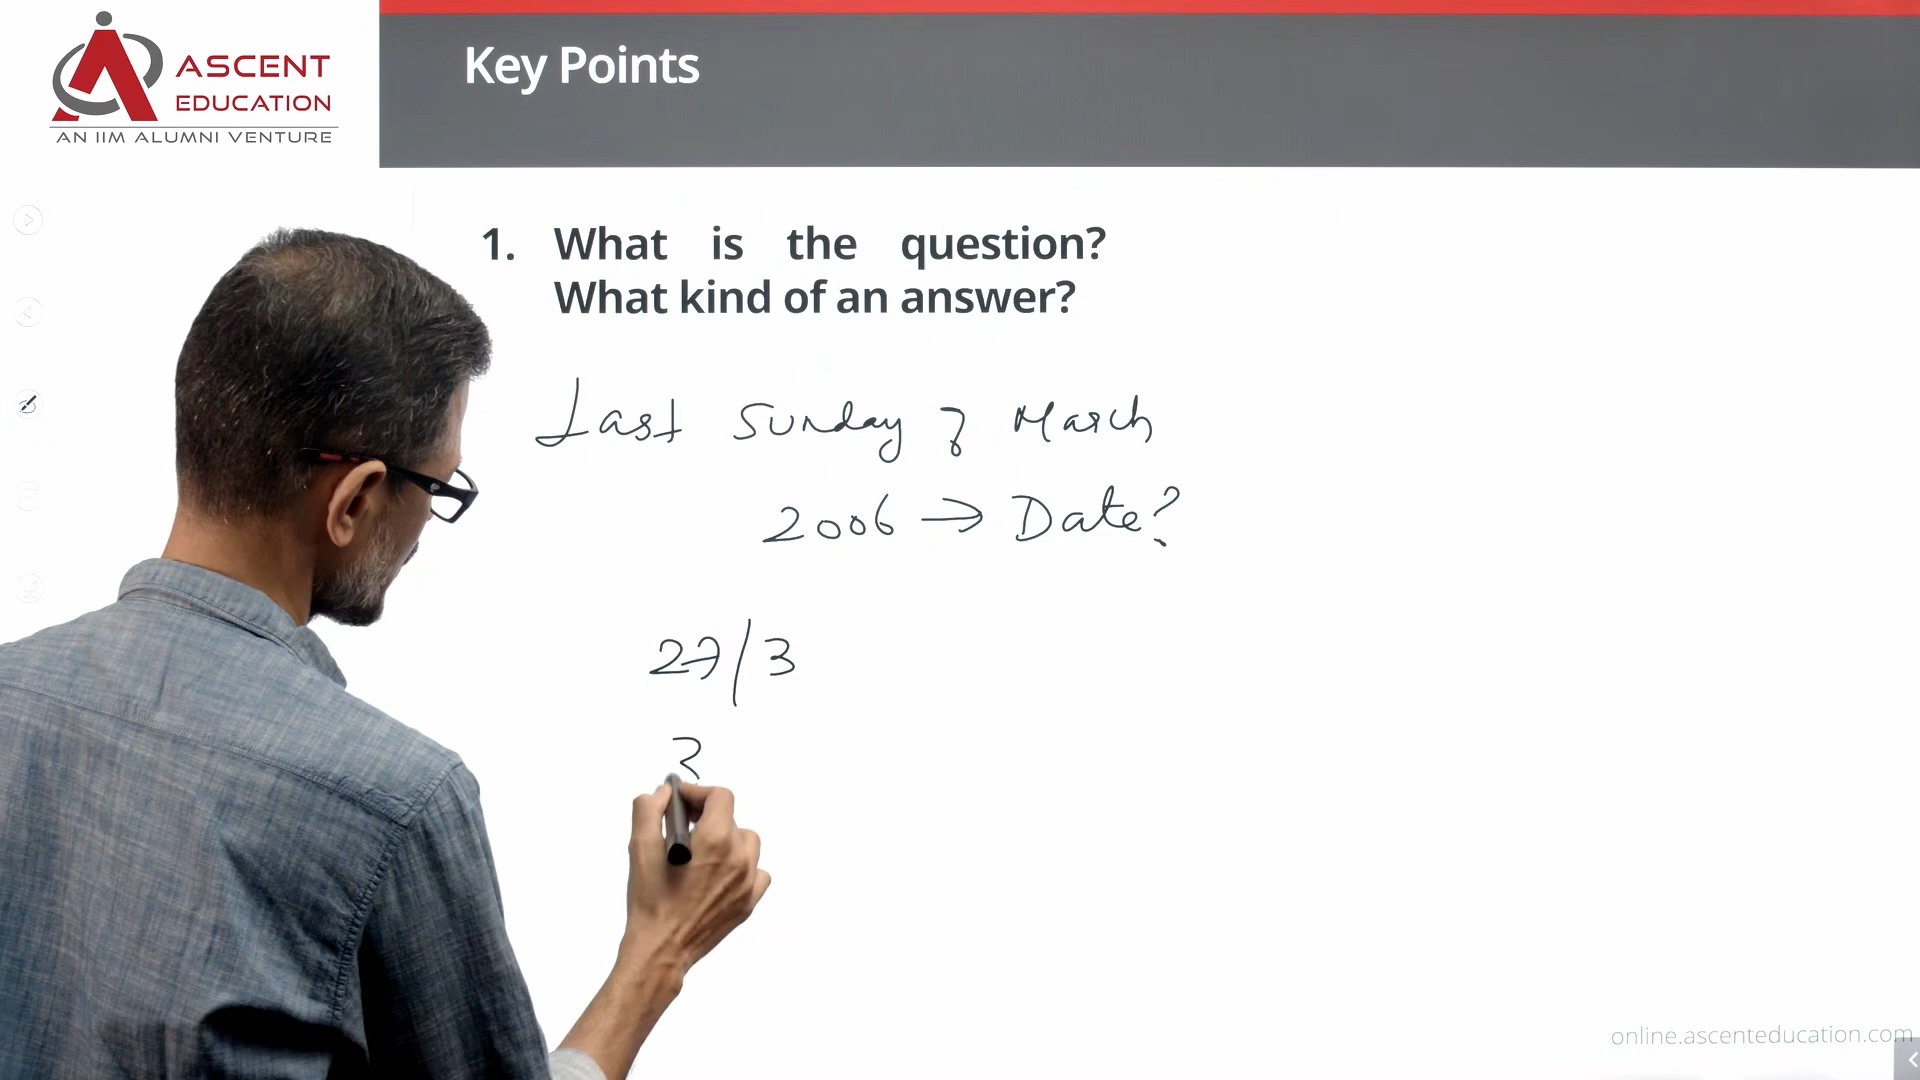 ASCENT
EDUCATION
AN IIM ALUMNI VENTURE
Key Points
1. What is the question?
What kind of an answer?
Last Sunday of March
2006 → Date?
27/3
online.ascenteducation.com